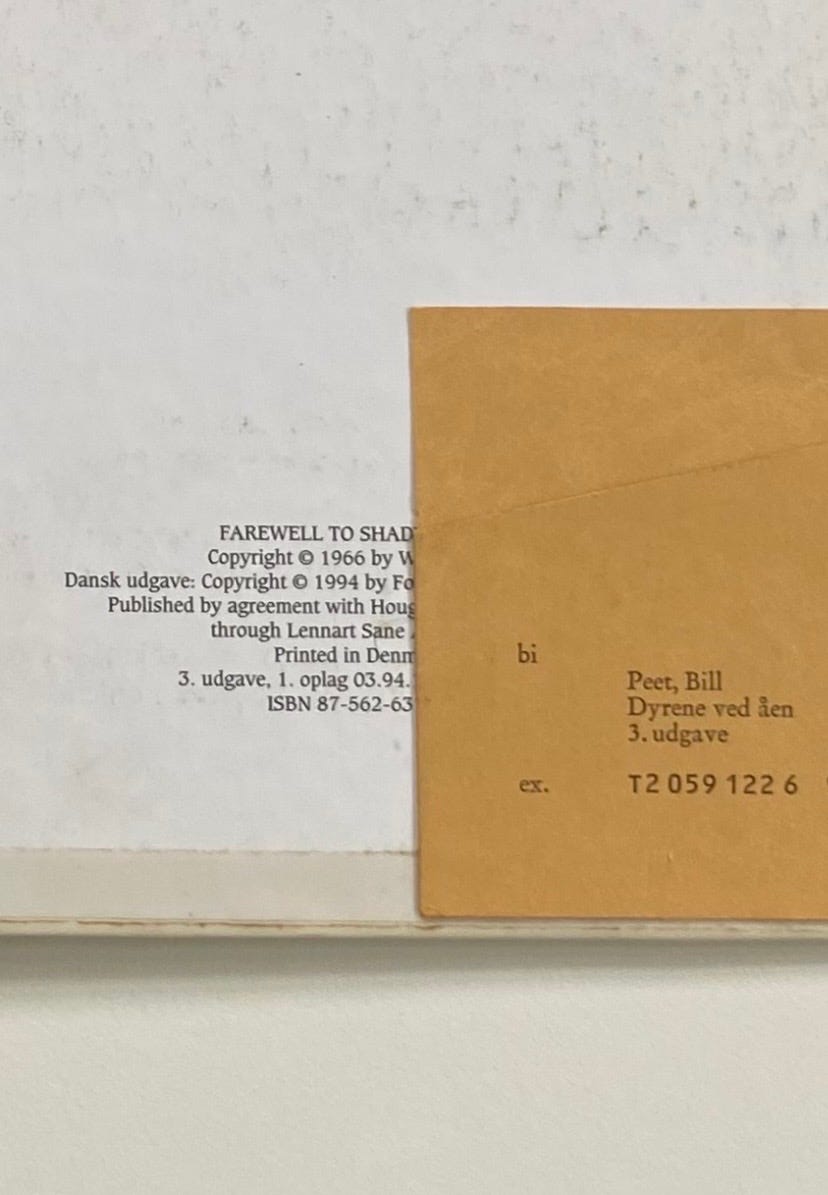 FAREWELL TO SHAD
Copyright © 1966 by W
Dansk udgave: Copyright © 1994 by Fo
Published by agreement with Houg
through Lennart Sane
Printed in Denm
3. udgave, 1. oplag 03.94.
ISBN 87-562-63
bi
Peet, Bill
Dyrene ved åen
3. udgave
ex. T2 059 122 6